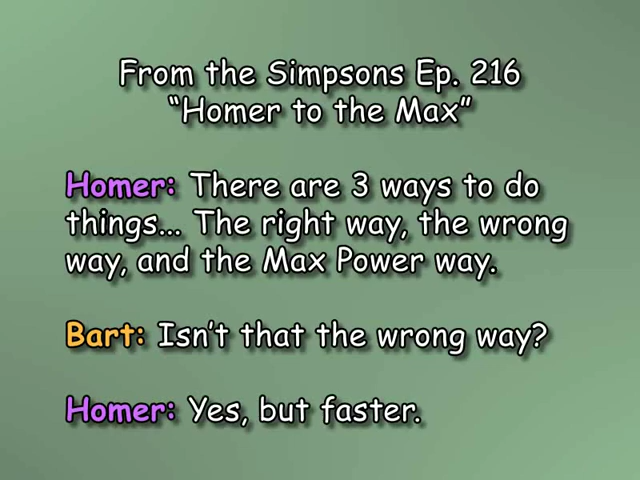 From the Simpsons Ep. 216
“Homer to the Max”
Homer: There are 3 ways to do
things... The right way, the wrong
way, and the Max Power way.
Bart: Isn’t that the wrong way?
Homer: Yes, but faster.